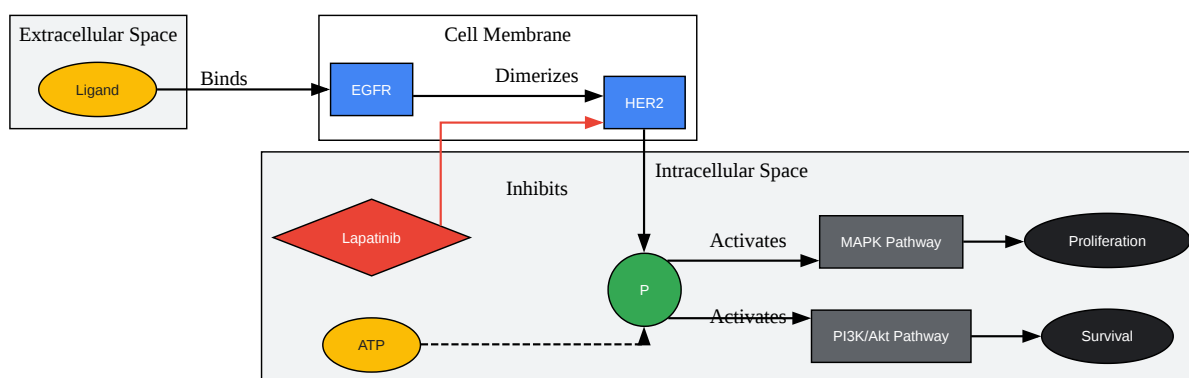 Extracellular Space
Ligand
Binds
Cell Membrane
EGFR
Dimerizes
HER2
Intracellular Space
Inhibits
Lapatinib
Activates
MAPK Pathway
Proliferation
P
ATP
Activates
PI3K/Akt Pathway
Survival